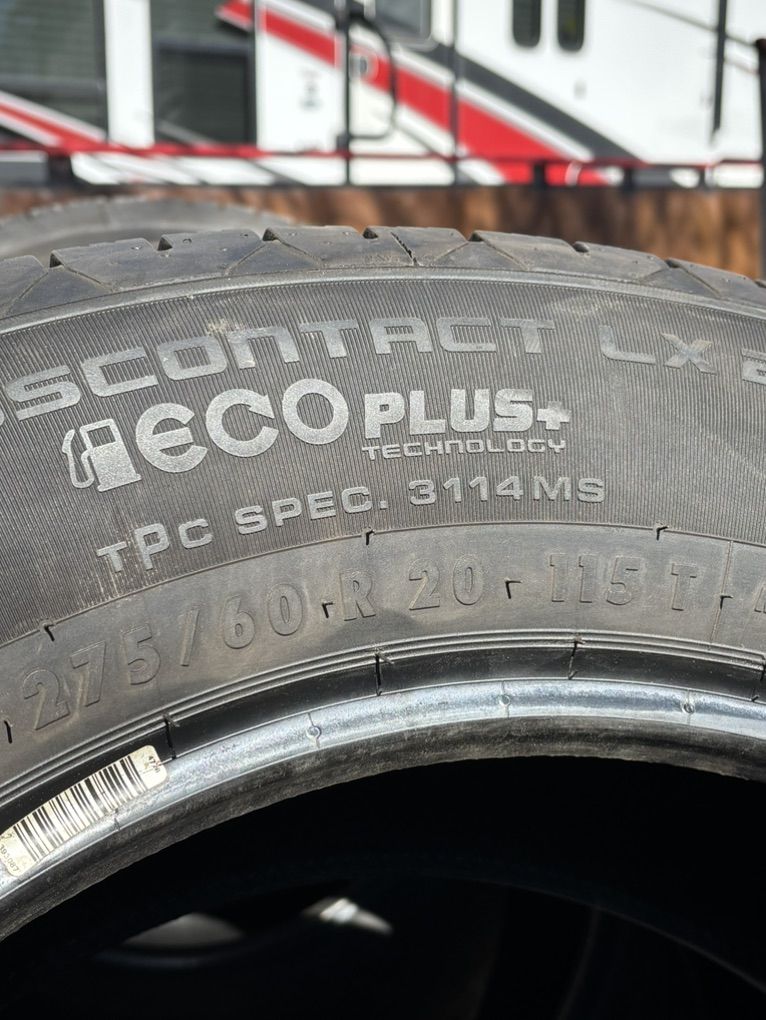 SCONTACT LX
ECO PLUS+
TECHNOLOGY
TPC SPEC. 3114MS
275/60 R 20 115 T